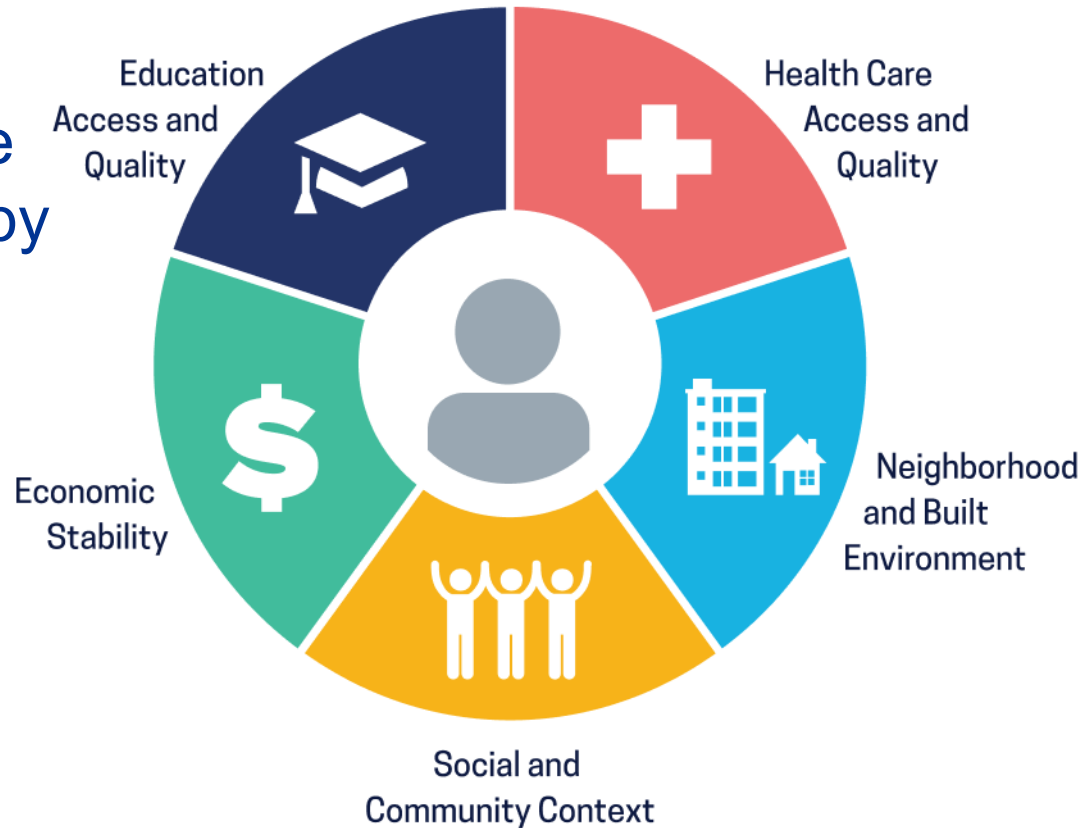 Education
Access and
Quality
e
by
Health Care
Access and
Quality
Economic
Stability
Neighborhood
and Built
Environment
Social and
Community Context